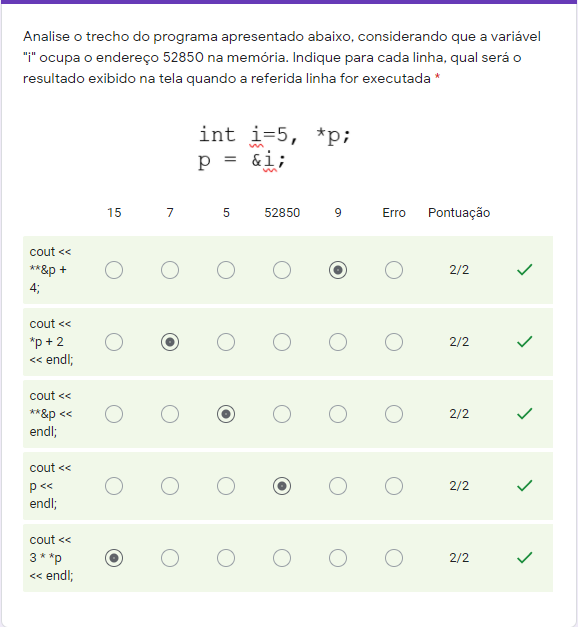 Analise o trecho do programa apresentado abaixo, considerando que a variável
"i" ocupa o endereço 52850 na memória. Indique para cada linha, qual será o
resultado exibido na tela quando a referida linha for executada *
int i=5, *p;
p = &i;
15 7 5 52850 9 Erro Pontuação
cout <<
**&p +
4;
2/2
cout <<
*p + 2
<< endl;
2/2
cout <<
**&p <<
endl;
2/2
cout <<
p <<
endl;
2/2
cout <<
3 * *p
<< endl;
2/2